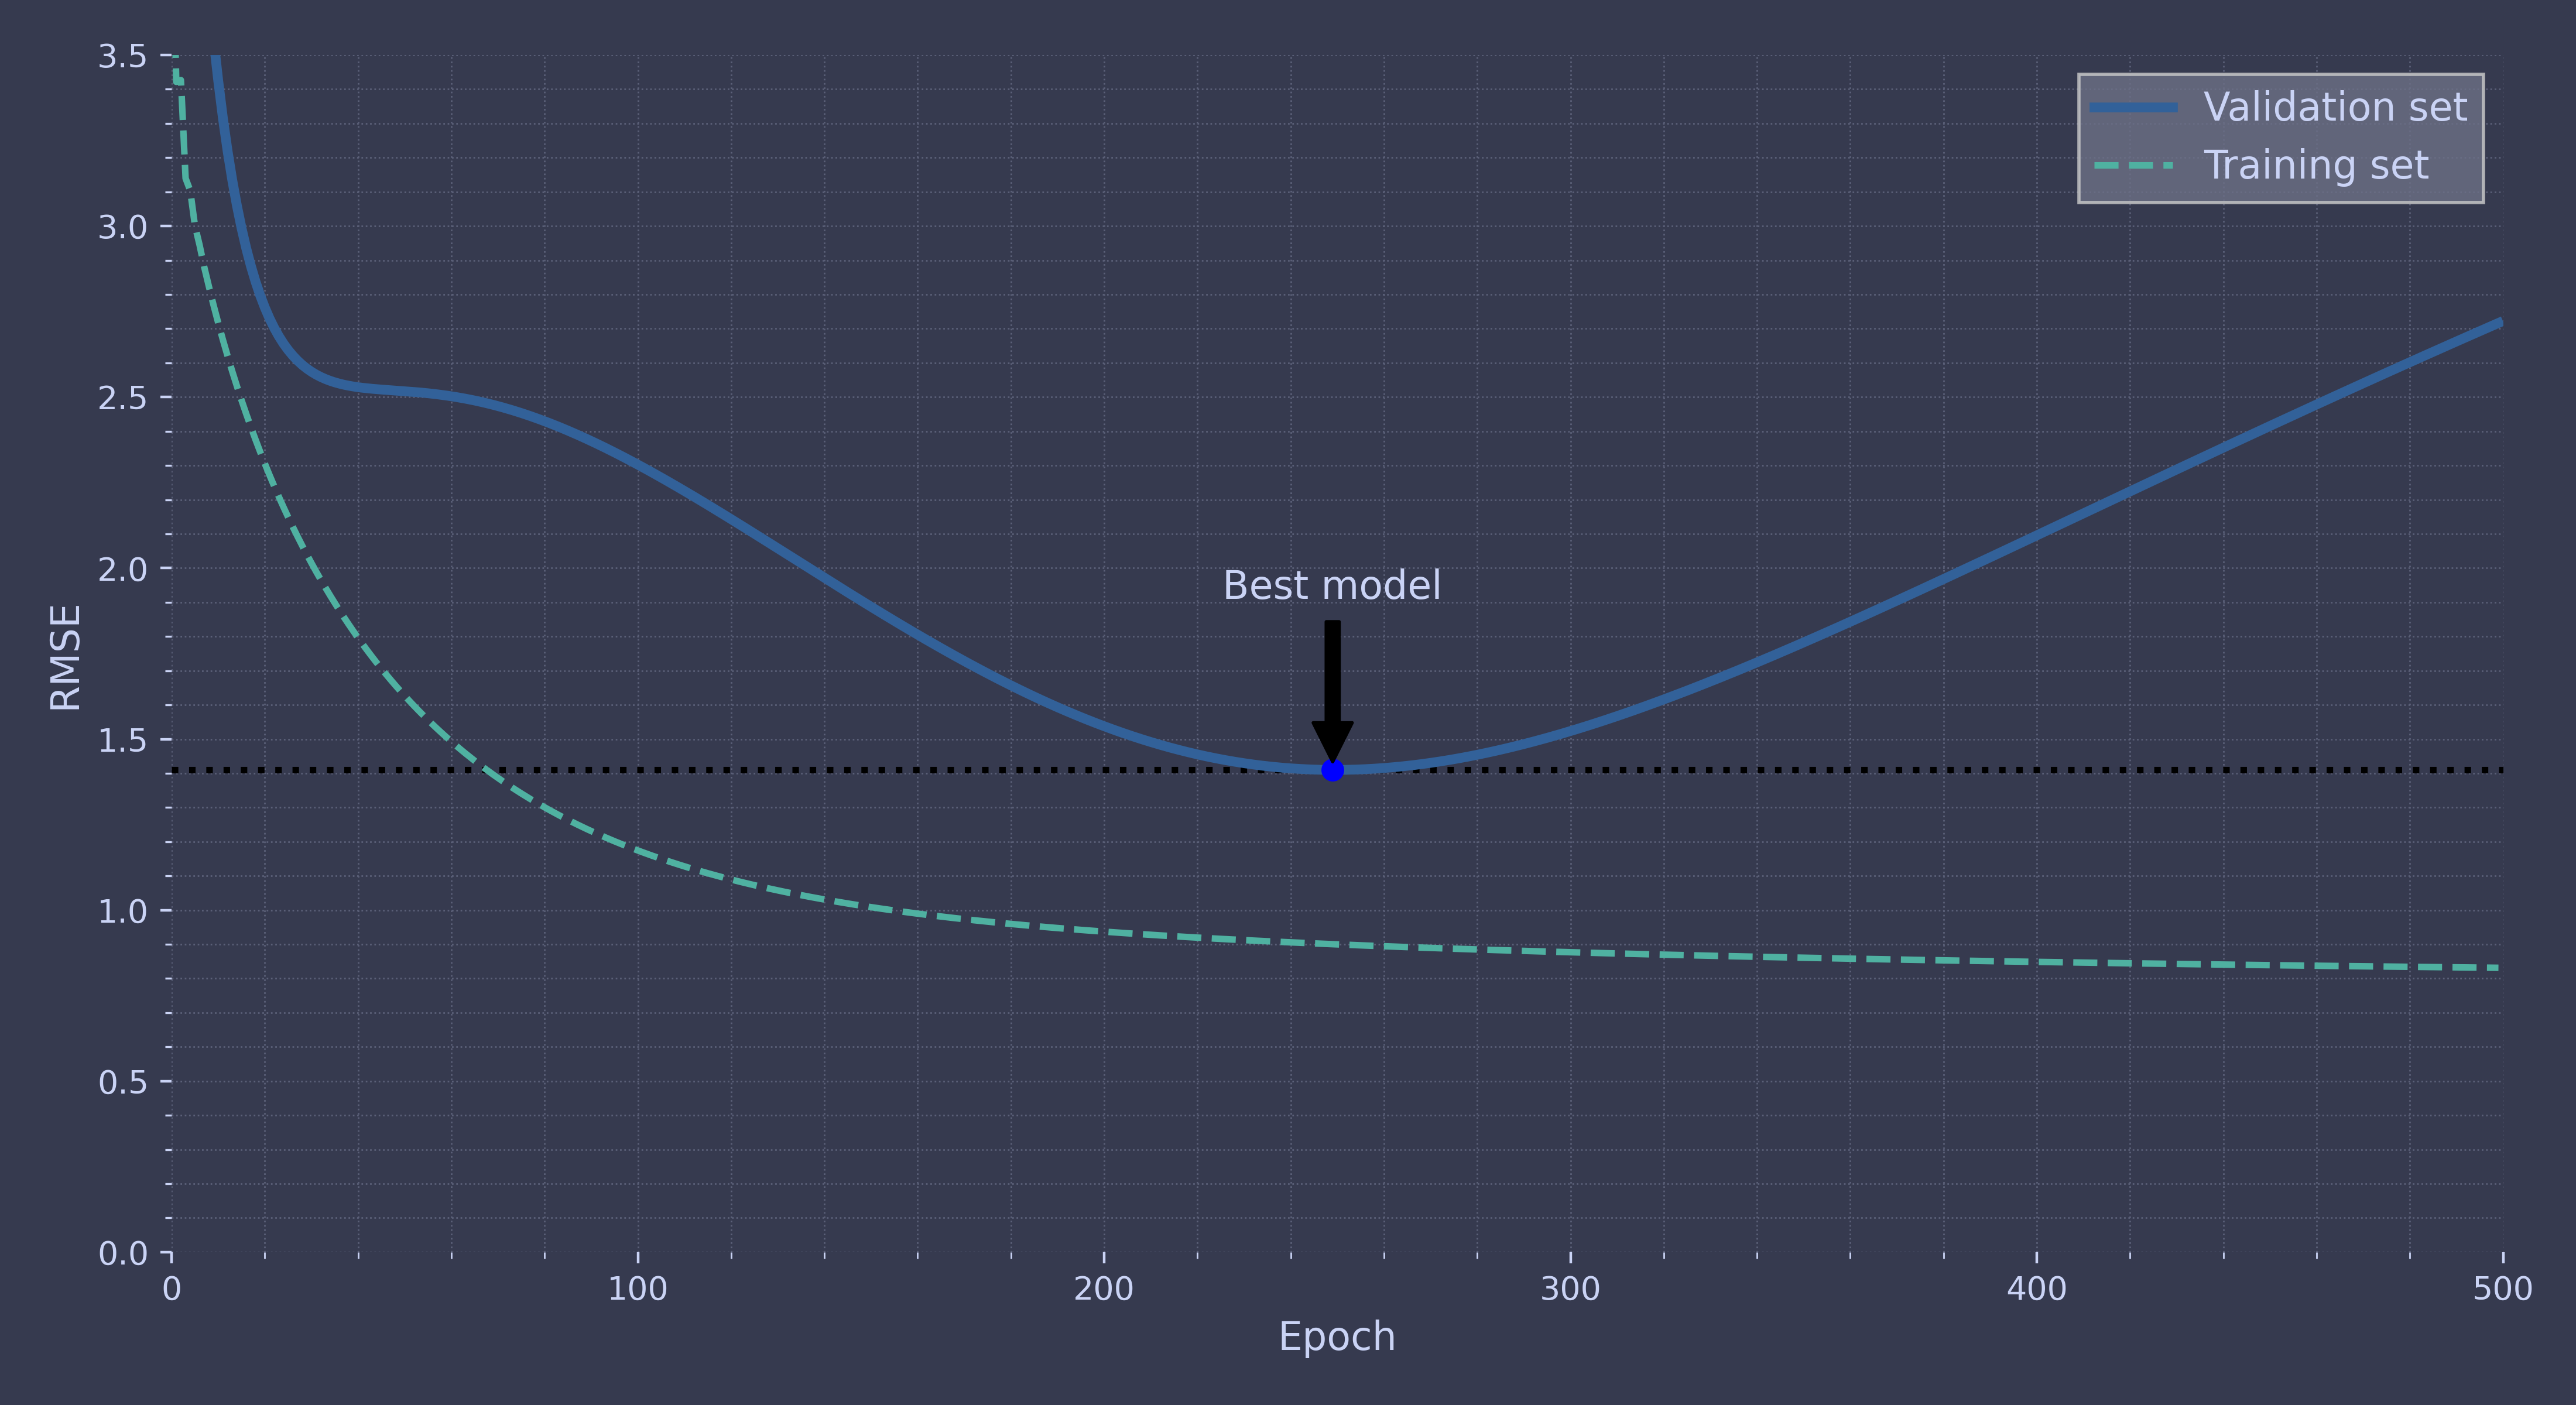 3.5
3.0
2.5
2.0
1.5
1.0
0.5
0.0
RMSE
Validation set
Training set
Best model
0 100 200 300 400 500
Epoch